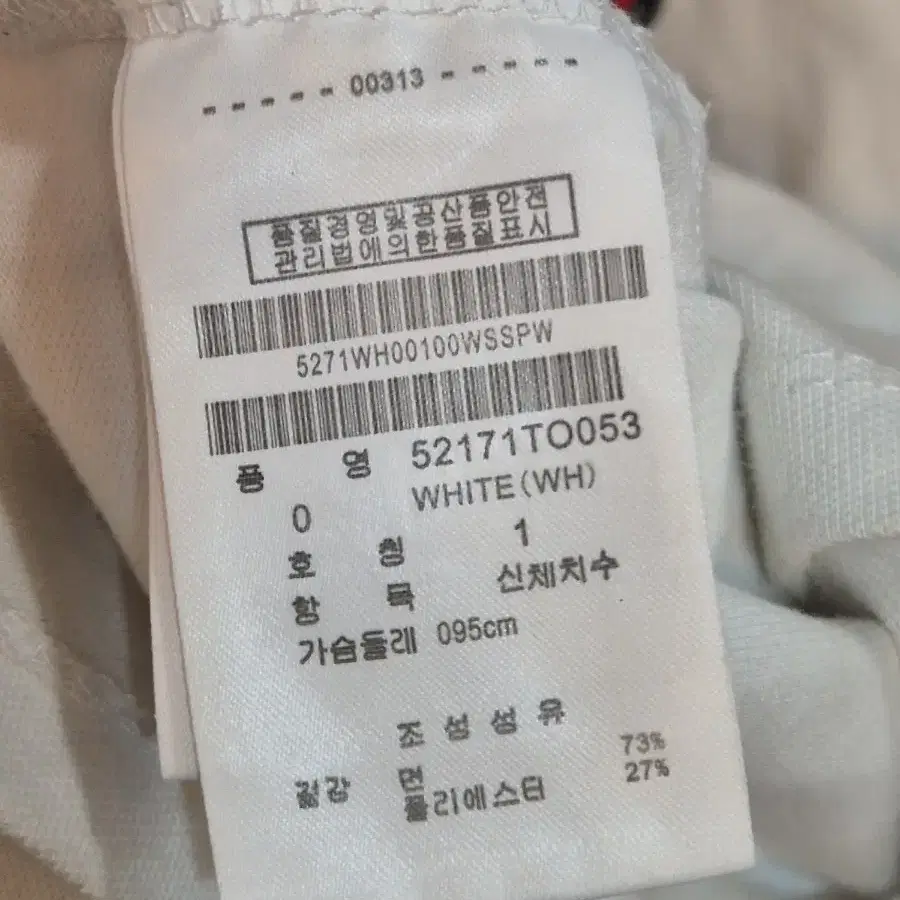 ----- 00313 -----
품질경영및공산품안전
관리법에의한품질표시
5271WH00100WSSPW
품 명 52171TO053
0 WHITE(WH)
호 칭 1
항 목 신체치수
가슴둘레 095cm
조성섬유
겉감 면 73%
폴리에스터 27%